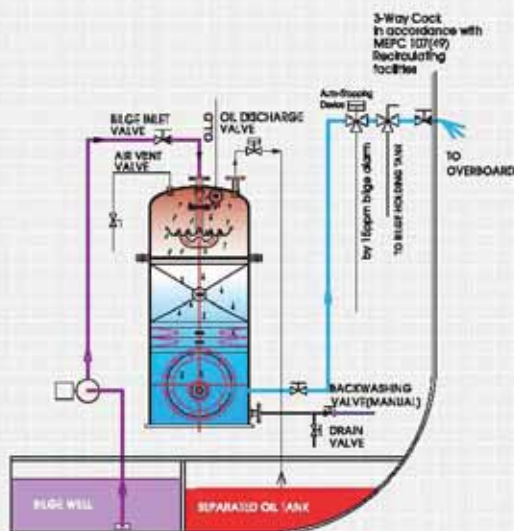 3-Way Cock
in accordance with
MEPC 107(49)
Recirculating
facilities
Auto-Stopping
Device
BILGE INLET
VALVE
O.L.D
OIL DISCHARGE
VALVE
AIR VENT
VALVE
TO
OVERBOARD
by 15ppm bilge alarm
TO BILGE HOLDING TANK
BACKWASHING
VALVE(MANUAL)
DRAIN
VALVE
BILGE WELL
SEPARATED OIL TANK